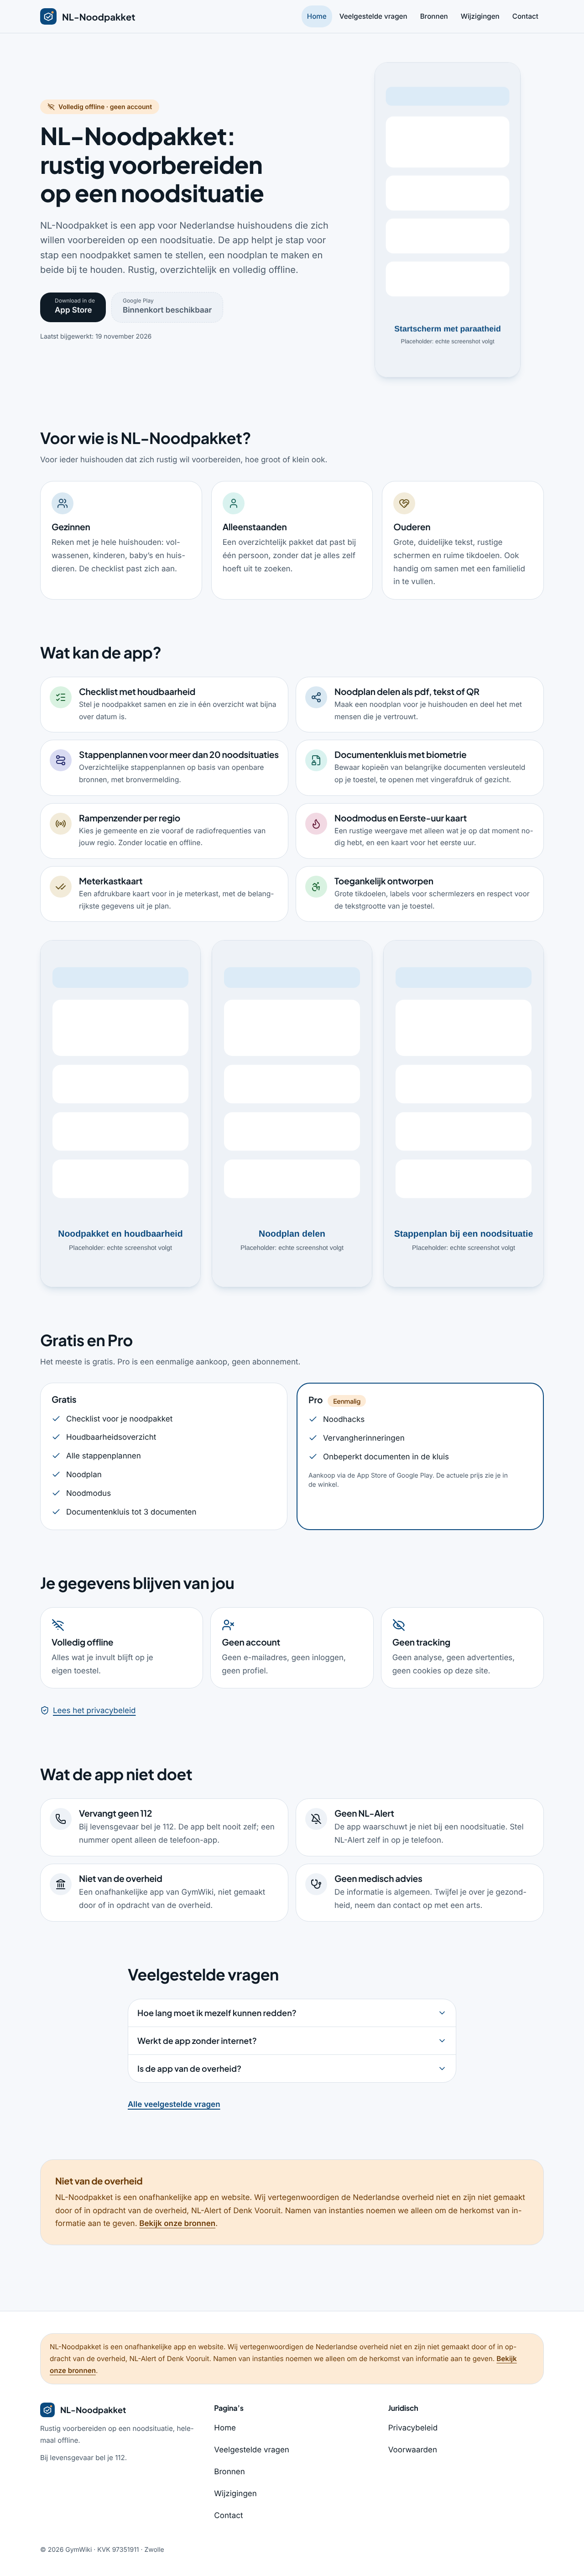 NL-Noodpakket
Home
Veelgestelde vragen
Bronnen
Wijzigingen
Contact
Volledig offline · geen account
NL-Noodpakket:
rustig voorbereiden
op een noodsituatie
NL-Noodpakket is een app voor Nederlandse huishoudens die zich
willen voorbereiden op een noodsituatie. De app helpt je stap voor
stap een noodpakket samen te stellen, een noodplan te maken en
beide bij te houden. Rustig, overzichtelijk en volledig offline.
Download in de
App Store
Google Play
Binnenkort beschikbaar
Laatst bijgewerkt: 19 november 2026
Startscherm met paraatheid
Placeholder: echte screenshot volgt
Voor wie is NL-Noodpakket?
Voor ieder huishouden dat zich rustig wil voorbereiden, hoe groot of klein ook.
Gezinnen
Reken met je hele huishouden: vol-
wassenen, kinderen, baby's en huis-
dieren. De checklist past zich aan.
Alleenstaanden
Een overzichtelijk pakket dat past bij
één persoon, zonder dat je alles zelf
hoeft uit te zoeken.
Ouderen
Grote, duidelijke tekst, rustige
schermen en ruime tikdoelen. Ook
handig om samen met een familielid
in te vullen.
Wat kan de app?
Checklist met houdbaarheid
Stel je noodpakket samen en zie in één overzicht wat bijna
over datum is.
Noodplan delen als pdf, tekst of QR
Maak een noodplan voor je huishouden en deel het met
mensen die je vertrouwt.
Stappenplannen voor meer dan 20 noodsituaties
Overzichtelijke stappenplannen op basis van openbare
bronnen, met bronvermelding.
Documentenkluis met biometrie
Bewaar kopieën van belangrijke documenten versleuteld
op je toestel, te openen met vingerafdruk of gezicht.
Rampenzender per regio
Kies je gemeente en zie vooraf de radiofrequenties van
jouw regio. Zonder locatie en offline.
Noodmodus en Eerste-uur kaart
Een rustige weergave met alleen wat je op dat moment no-
dig hebt, en een kaart voor het eerste uur.
Meterkastkaart
Een afdrukbare kaart voor in je meterkast, met de belang-
rijkste gegevens uit je plan.
Toegankelijk ontworpen
Grote tikdoelen, labels voor schermlezers en respect voor
de tekstgrootte van je toestel.
Noodpakket en houdbaarheid
Placeholder: echte screenshot volgt
Noodplan delen
Placeholder: echte screenshot volgt
Stappenplan bij een noodsituatie
Placeholder: echte screenshot volgt
Gratis en Pro
Het meeste is gratis. Pro is een eenmalige aankoop, geen abonnement.
Gratis
Checklist voor je noodpakket
Houdbaarheidsoverzicht
Alle stappenplannen
Noodplan
Noodmodus
Documentenkluis tot 3 documenten
Pro
Eenmalig
Noodhacks
Vervangherinneringen
Onbeperkt documenten in de kluis
Aankoop via de App Store of Google Play. De actuele prijs zie je in
de winkel.
Je gegevens blijven van jou
Volledig offline
Alles wat je invult blijft op je
eigen toestel.
Geen account
Geen e-mailadres, geen inloggen,
geen profiel.
Geen tracking
Geen analyse, geen advertenties,
geen cookies op deze site.
Lees het privacybeleid
Wat de app niet doet
Vervangt geen 112
Bij levensgevaar bel je 112. De app belt nooit zelf; een
nummer opent alleen de telefoon-app.
Geen NL-Alert
De app waarschuwt je niet bij een noodsituatie. Stel
NL-Alert zelf in op je telefoon.
Niet van de overheid
Een onafhankelijke app van GymWiki, niet gemaakt
door of in opdracht van de overheid.
Geen medisch advies
De informatie is algemeen. Twijfel je over je gezond-
heid, neem dan contact op met een arts.
Veelgestelde vragen
Hoe lang moet ik mezelf kunnen redden?
Werkt de app zonder internet?
Is de app van de overheid?
Alle veelgestelde vragen
Niet van de overheid
NL-Noodpakket is een onafhankelijke app en website. Wij vertegenwoordigen de Nederlandse overheid niet en zijn niet gemaakt
door of in opdracht van de overheid, NL-Alert of Denk Vooruit. Namen van instanties noemen we alleen om de herkomst van in-
formatie aan te geven. Bekijk onze bronnen.
NL-Noodpakket is een onafhankelijke app en website. Wij vertegenwoordigen de Nederlandse overheid niet en zijn niet gemaakt door of in op-
dracht van de overheid, NL-Alert of Denk Vooruit. Namen van instanties noemen we alleen om de herkomst van informatie aan te geven. Bekijk
onze bronnen.
NL-Noodpakket
Rustig voorbereiden op een noodsituatie, hele-
maal offline.
Bij levensgevaar bel je 112.
Pagina's
Home
Veelgestelde vragen
Bronnen
Wijzigingen
Contact
Juridisch
Privacybeleid
Voorwaarden
© 2026 GymWiki · KVK 97351911 · Zwolle